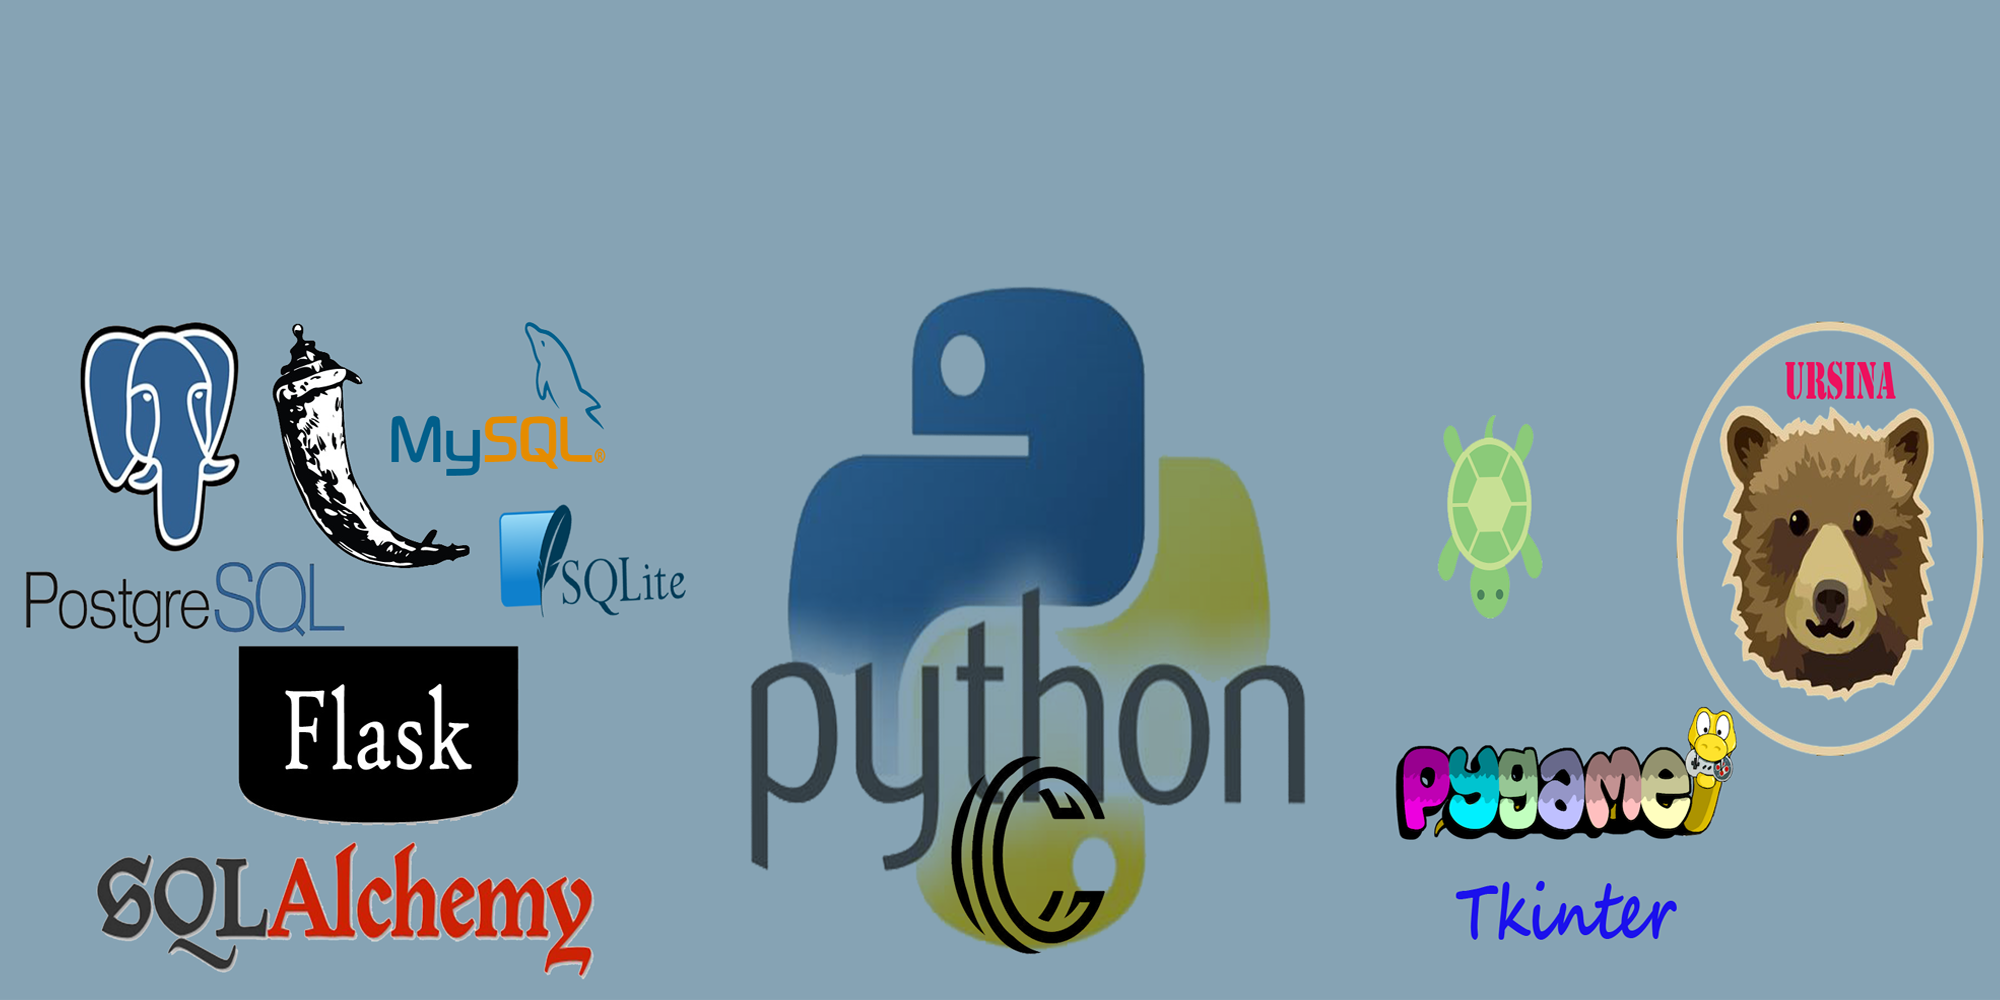 MySQL®
SQLite
PostgreSQL
Flask
SQLAlchemy
python
URSINA
pygame
Tkinter